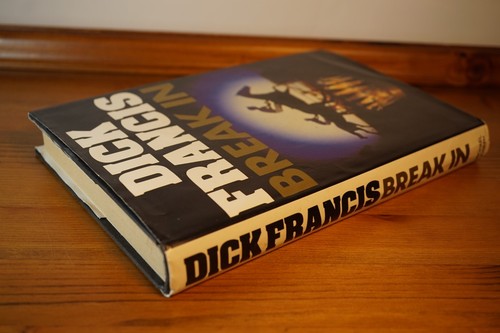 DICK
FRANCIS
BREAK IN
DICK FRANCIS BREAK IN